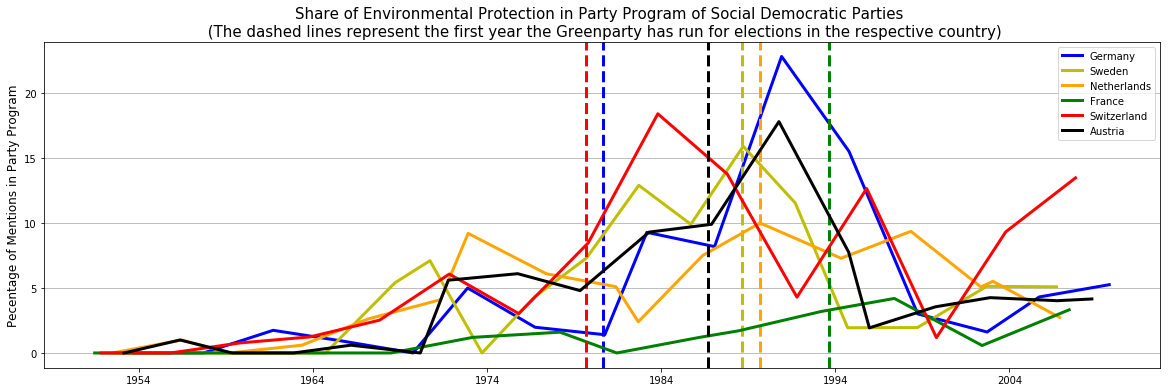 Share of Environmental Protection in Party Program of Social Democratic Parties
(The dashed lines represent the first year the Greenparty has run for elections in the respective country)
Pecentage of Mentions in Party Program
20
15
10
5
0
1954
1964
1974
1984
1994
2004
Germany
Sweden
Netherlands
France
Switzerland
Austria